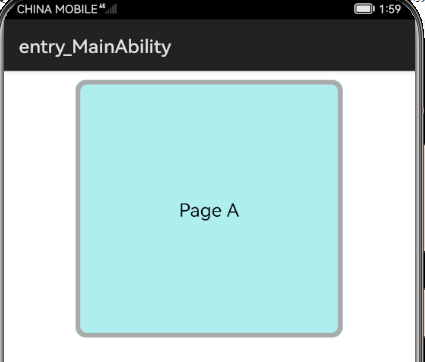 CHINA MOBILE
1:59
entry_MainAbility
Page A